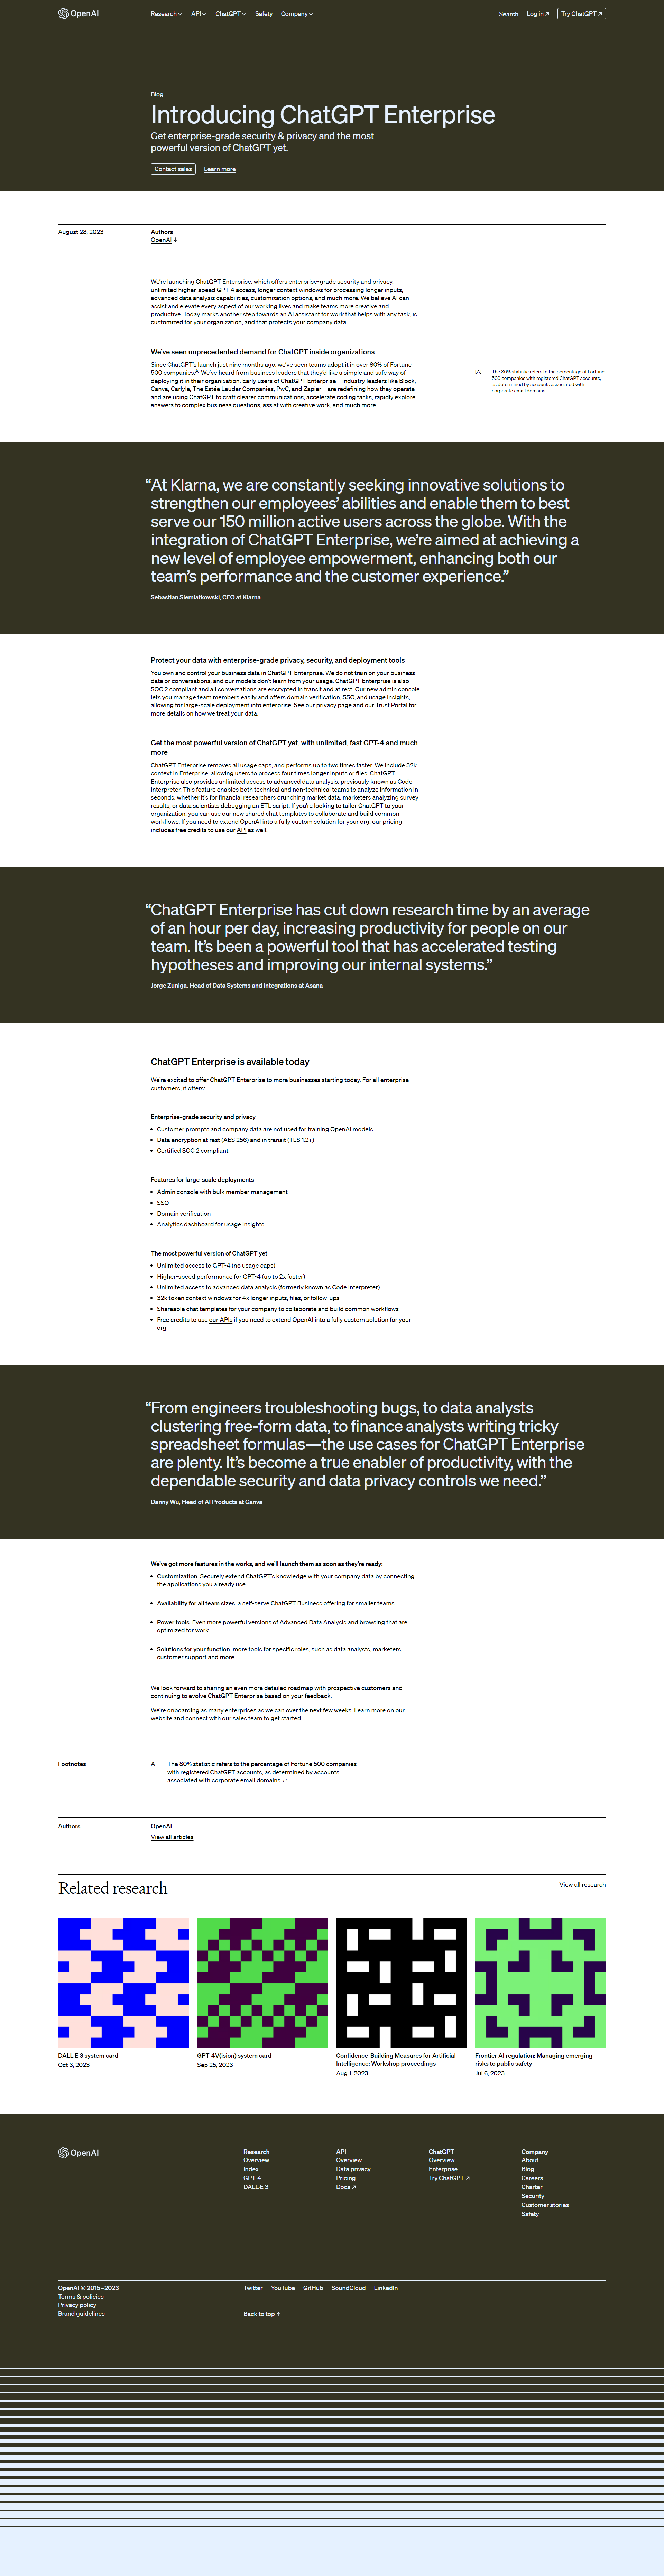 OpenAI
Research
API
ChatGPT
Safety
Company
Search
Log in ↗
Try ChatGPT ↗
Blog
Introducing ChatGPT Enterprise
Get enterprise-grade security & privacy and the most
powerful version of ChatGPT yet.
Contact sales
Learn more
August 28, 2023
Authors
OpenAI ↓
We're launching ChatGPT Enterprise, which offers enterprise-grade security and privacy,
unlimited higher-speed GPT-4 access, longer context windows for processing longer inputs,
advanced data analysis capabilities, customization options, and much more. We believe AI can
assist and elevate every aspect of our working lives and make teams more creative and
productive. Today marks another step towards an AI assistant for work that helps with any task, is
customized for your organization, and that protects your company data.
We've seen unprecedented demand for ChatGPT inside organizations
Since ChatGPT's launch just nine months ago, we've seen teams adopt it in over 80% of Fortune
500 companies.A We've heard from business leaders that they'd like a simple and safe way of
deploying it in their organization. Early users of ChatGPT Enterprise—industry leaders like Block,
Canva, Carlyle, The Estée Lauder Companies, PwC, and Zapier—are redefining how they operate
and are using ChatGPT to craft clearer communications, accelerate coding tasks, rapidly explore
answers to complex business questions, assist with creative work, and much more.
[A]
The 80% statistic refers to the percentage of Fortune
500 companies with registered ChatGPT accounts,
as determined by accounts associated with
corporate email domains.
“At Klarna, we are constantly seeking innovative solutions to
strengthen our employees’ abilities and enable them to best
serve our 150 million active users across the globe. With the
integration of ChatGPT Enterprise, we’re aimed at achieving a
new level of employee empowerment, enhancing both our
team’s performance and the customer experience.”
Sebastian Siemiatkowski, CEO at Klarna
Protect your data with enterprise-grade privacy, security, and deployment tools
You own and control your business data in ChatGPT Enterprise. We do not train on your business
data or conversations, and our models don't learn from your usage. ChatGPT Enterprise is also
SOC 2 compliant and all conversations are encrypted in transit and at rest. Our new admin console
lets you manage team members easily and offers domain verification, SSO, and usage insights,
allowing for large-scale deployment into enterprise. See our privacy page and our Trust Portal for
more details on how we treat your data.
Get the most powerful version of ChatGPT yet, with unlimited, fast GPT-4 and much
more
ChatGPT Enterprise removes all usage caps, and performs up to two times faster. We include 32k
context in Enterprise, allowing users to process four times longer inputs or files. ChatGPT
Enterprise also provides unlimited access to advanced data analysis, previously known as Code
Interpreter. This feature enables both technical and non-technical teams to analyze information in
seconds, whether it's for financial researchers crunching market data, marketers analyzing survey
results, or data scientists debugging an ETL script. If you're looking to tailor ChatGPT to your
organization, you can use our new shared chat templates to collaborate and build common
workflows. If you need to extend OpenAI into a fully custom solution for your org, our pricing
includes free credits to use our API as well.
“ChatGPT Enterprise has cut down research time by an average
of an hour per day, increasing productivity for people on our
team. It’s been a powerful tool that has accelerated testing
hypotheses and improving our internal systems.”
Jorge Zuniga, Head of Data Systems and Integrations at Asana
ChatGPT Enterprise is available today
We're excited to offer ChatGPT Enterprise to more businesses starting today. For all enterprise
customers, it offers:
Enterprise-grade security and privacy
• Customer prompts and company data are not used for training OpenAI models.
• Data encryption at rest (AES 256) and in transit (TLS 1.2+)
• Certified SOC 2 compliant
Features for large-scale deployments
• Admin console with bulk member management
• SSO
• Domain verification
• Analytics dashboard for usage insights
The most powerful version of ChatGPT yet
• Unlimited access to GPT-4 (no usage caps)
• Higher-speed performance for GPT-4 (up to 2x faster)
• Unlimited access to advanced data analysis (formerly known as Code Interpreter)
• 32k token context windows for 4x longer inputs, files, or follow-ups
• Shareable chat templates for your company to collaborate and build common workflows
• Free credits to use our APIs if you need to extend OpenAI into a fully custom solution for your
org
“From engineers troubleshooting bugs, to data analysts
clustering free-form data, to finance analysts writing tricky
spreadsheet formulas—the use cases for ChatGPT Enterprise
are plenty. It’s become a true enabler of productivity, with the
dependable security and data privacy controls we need.”
Danny Wu, Head of AI Products at Canva
We've got more features in the works, and we'll launch them as soon as they're ready:
• Customization: Securely extend ChatGPT's knowledge with your company data by connecting
the applications you already use
• Availability for all team sizes: a self-serve ChatGPT Business offering for smaller teams
• Power tools: Even more powerful versions of Advanced Data Analysis and browsing that are
optimized for work
• Solutions for your function: more tools for specific roles, such as data analysts, marketers,
customer support and more
We look forward to sharing an even more detailed roadmap with prospective customers and
continuing to evolve ChatGPT Enterprise based on your feedback.
We're onboarding as many enterprises as we can over the next few weeks. Learn more on our
website and connect with our sales team to get started.
Footnotes
A
The 80% statistic refers to the percentage of Fortune 500 companies
with registered ChatGPT accounts, as determined by accounts
associated with corporate email domains. ↩
Authors
OpenAI
View all articles
Related research
View all research
DALL·E 3 system card
Oct 3, 2023
GPT-4V(ision) system card
Sep 25, 2023
Confidence-Building Measures for Artificial
Intelligence: Workshop proceedings
Aug 1, 2023
Frontier AI regulation: Managing emerging
risks to public safety
Jul 6, 2023
OpenAI
Research
Overview
Index
GPT-4
DALL·E 3
API
Overview
Data privacy
Pricing
Docs ↗
ChatGPT
Overview
Enterprise
Try ChatGPT ↗
Company
About
Blog
Careers
Charter
Security
Customer stories
Safety
OpenAI © 2015–2023
Terms & policies
Privacy policy
Brand guidelines
Twitter
YouTube
GitHub
SoundCloud
LinkedIn
Back to top ↑